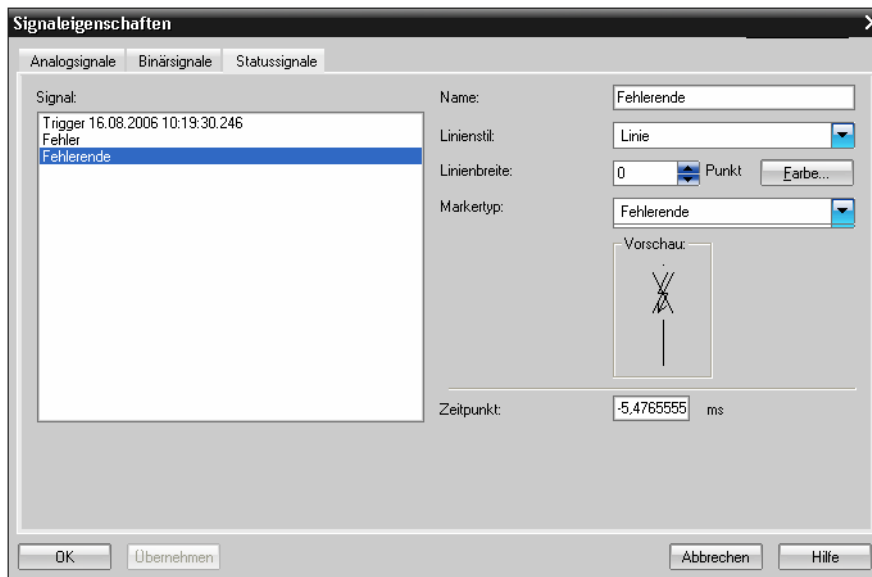 Signaleigenschaften
Analogsignale
Binärsignale
Statussignale
Signal:
Trigger 16.08.2006 10:19:30.246
Fehler
Fehlerende
Name:
Fehlerende
Linienstil:
Linie
Linienbreite:
0
Punkt
Farbe...
Markertyp:
Fehlerende
Vorschau:
Zeitpunkt:
-5,4765555
ms
OK
Übernehmen
Abbrechen
Hilfe